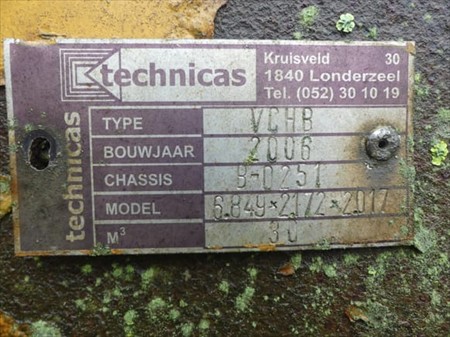 technicas
Kruisveld 30
1840 Londerzeel
Tel. (052) 30 10 19
technicas
TYPE VCHB
BOUWJAAR 2006
CHASSIS B-0251
MODEL 6.849×2172×2017
M³ 30